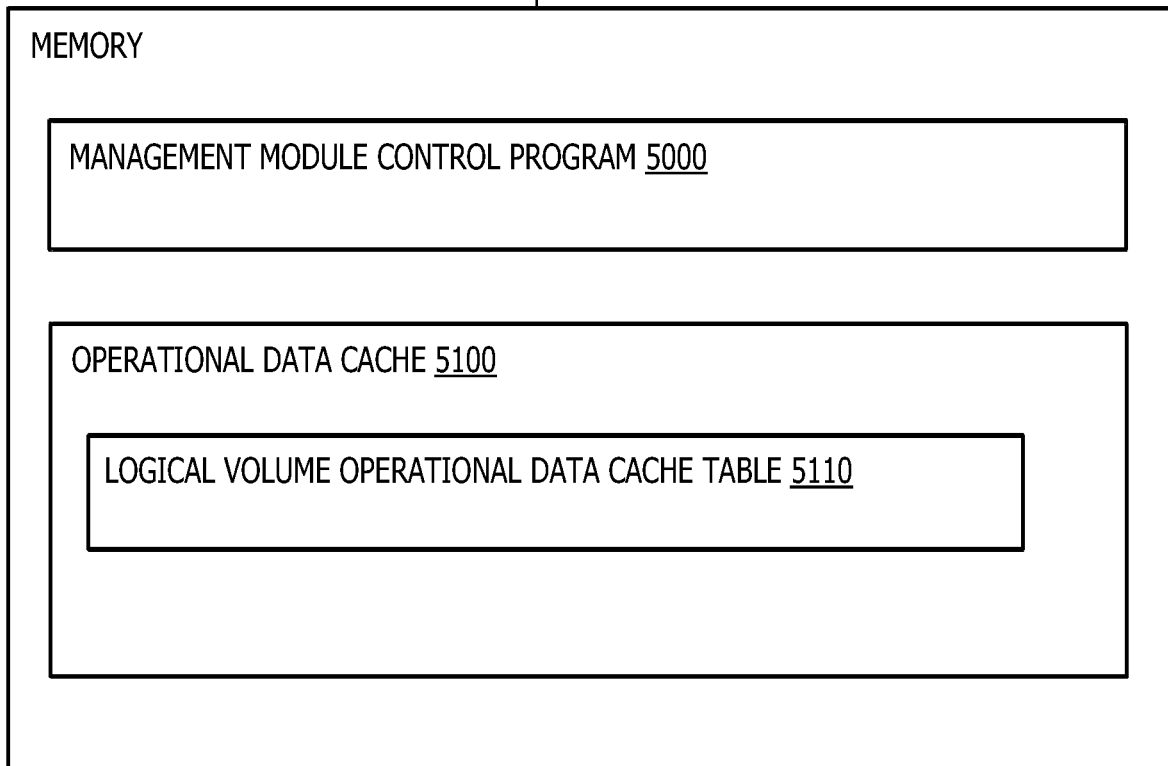 MEMORY
MANAGEMENT MODULE CONTROL PROGRAM 5000
OPERATIONAL DATA CACHE 5100
LOGICAL VOLUME OPERATIONAL DATA CACHE TABLE 5110